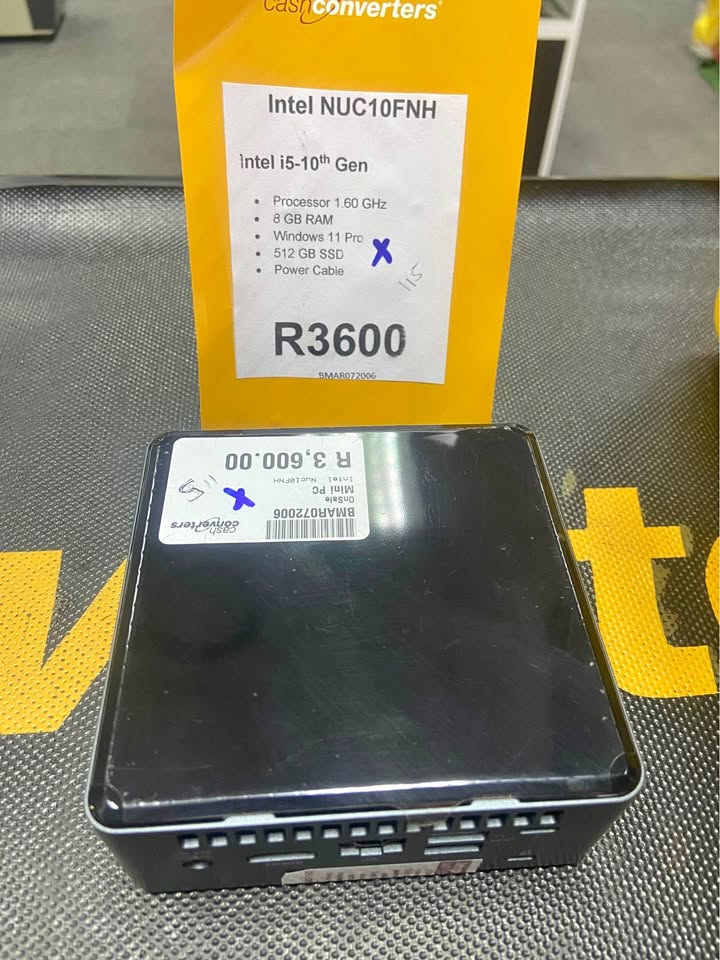 cash converters
Intel NUC10FNH
Intel i5-10th Gen
• Processor 1.60 GHz
• 8 GB RAM
• Windows 11 Pro
• 512 GB SSD
• Power Cable
X
115
R3600
BMAR072006
cash converters
BMAR072006
OnSale
Mini PC
Intel Nuc10FNH
R 3,600.00
X
115